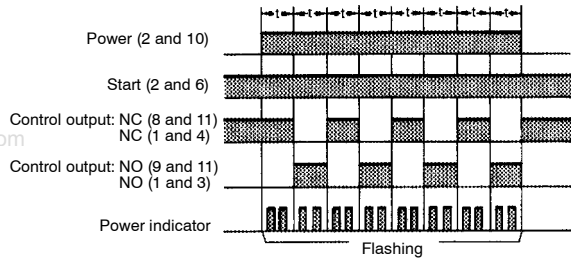 t t t t t t t t
Power (2 and 10)
Start (2 and 6)
Control output: NC (8 and 11)
NC (1 and 4)
om
Control output: NO (9 and 11)
NO (1 and 3)
Power indicator
Flashing